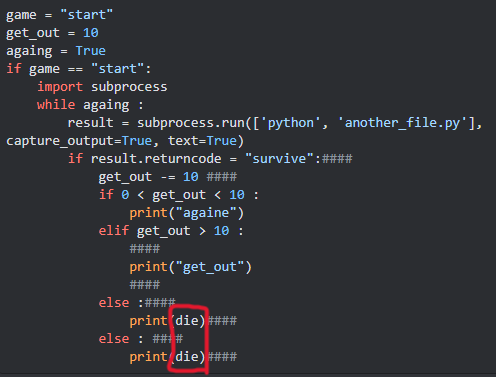 game = "start"
get_out = 10
againg = True
if game == "start":
import subprocess
while againg :
result = subprocess.run(['python', 'another_file.py'],
capture_output=True, text=True)
if result.returncode = "survive":####
get_out -= 10 ####
if 0 < get_out < 10 :
print("againe")
elif get_out > 10 :
####
print("get_out")
####
else :####
print(die)####
else : ####
print(die)####